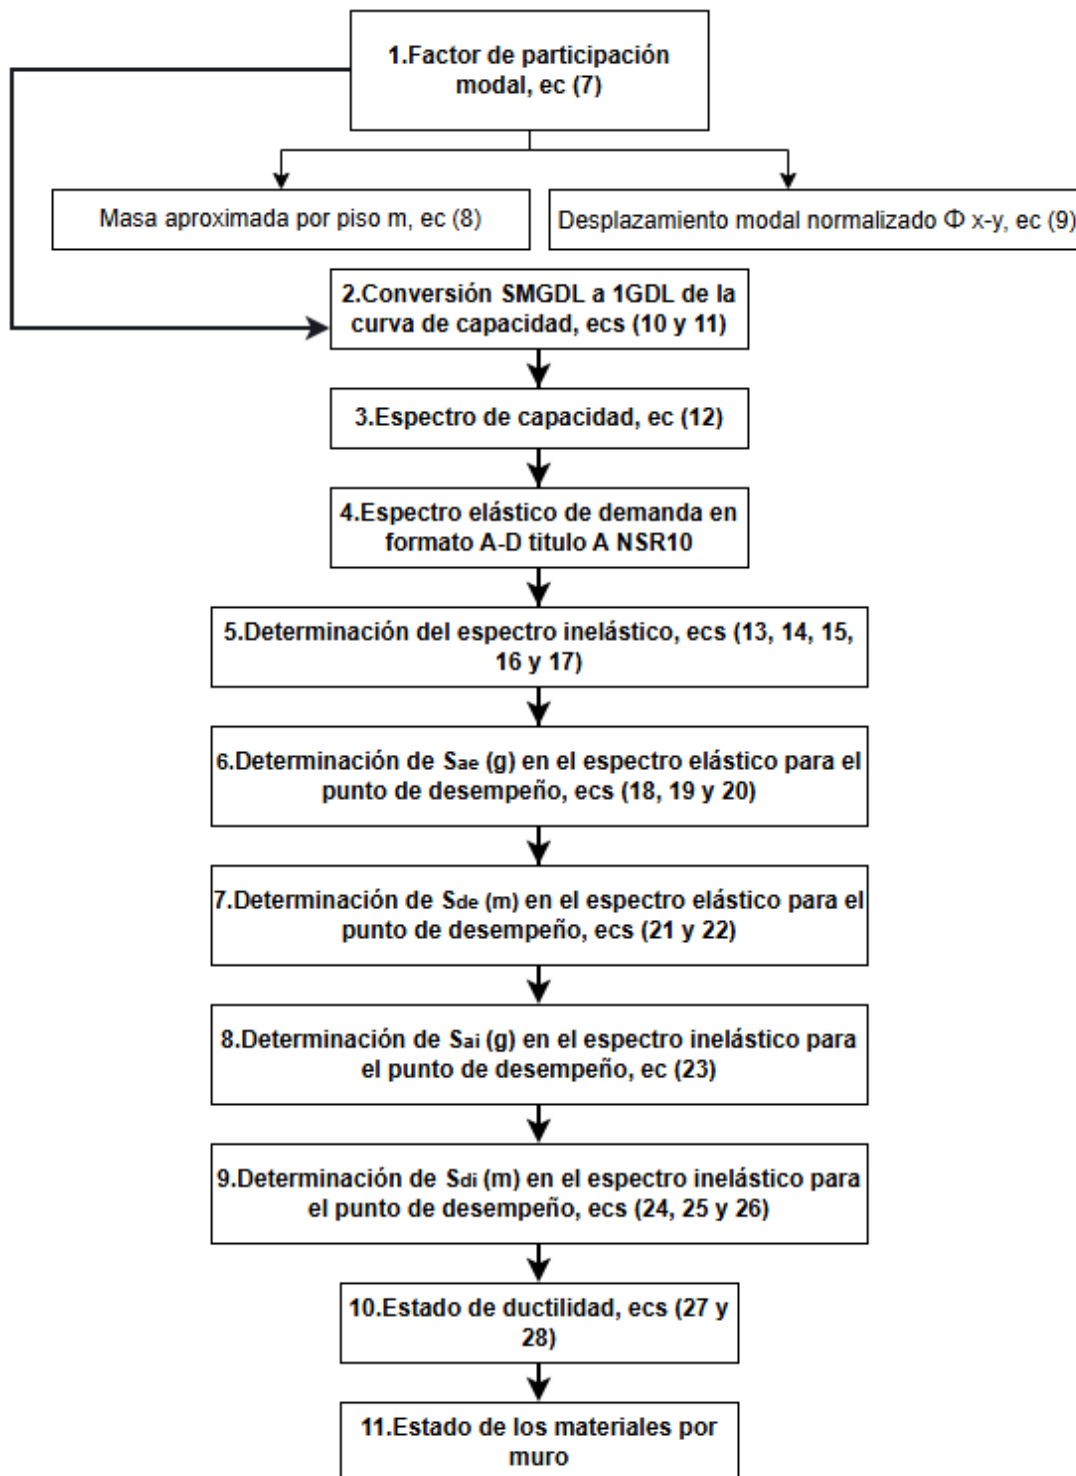 1.Factor de participación
modal, ec (7)
Masa aproximada por piso m, ec (8)
Desplazamiento modal normalizado Φ x-y, ec (9)
2.Conversión SMGDL a 1GDL de la
curva de capacidad, ecs (10 y 11)
3.Espectro de capacidad, ec (12)
4.Espectro elástico de demanda en
formato A-D titulo A NSR10
5.Determinación del espectro inelástico, ecs (13, 14, 15,
16 y 17)
6.Determinación de Sae (g) en el espectro elástico para el
punto de desempeño, ecs (18, 19 y 20)
7.Determinación de Sde (m) en el espectro elástico para el
punto de desempeño, ecs (21 y 22)
8.Determinación de Sai (g) en el espectro inelástico para
el punto de desempeño, ec (23)
9.Determinación de Sdi (m) en el espectro inelástico para
el punto de desempeño, ecs (24, 25 y 26)
10.Estado de ductilidad, ecs (27 y
28)
11.Estado de los materiales por
muro